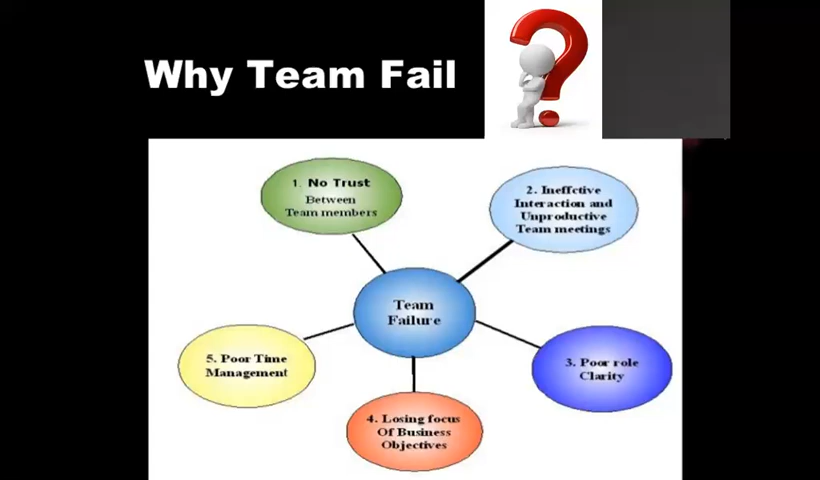 Why Team Fail
1. No Trust
Between
Team members
2. Ineffctive
Interaction and
Unproductive
Team meetings
Team
Failure
3. Poor role
Clarity
4. Losing focus
Of Business
Objectives
5. Poor Time
Management